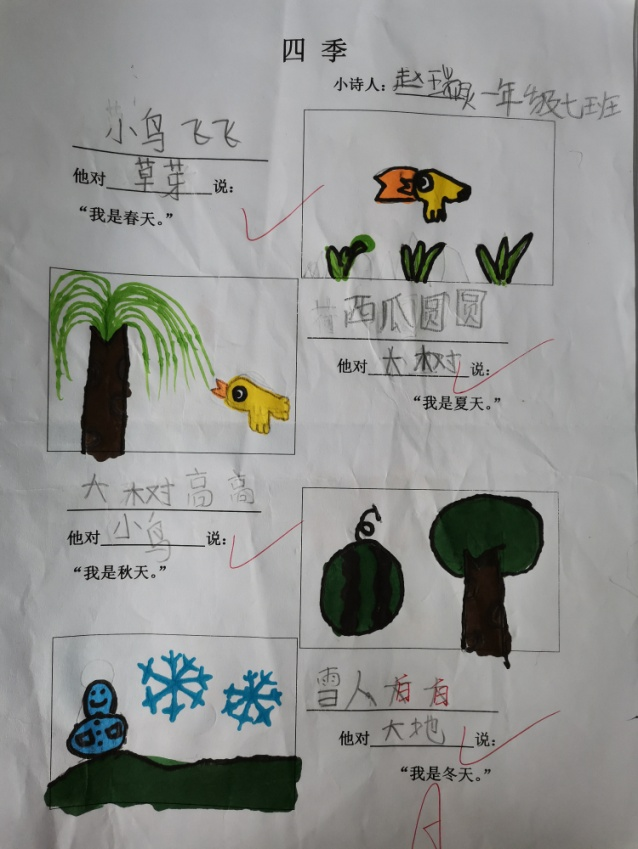 四 季
小诗人：赵瑞 一年级七班
小鸟飞飞
他对草芽说：
“我是春天。”
西瓜圆圆
他对大树说：
“我是夏天。”
大树高高
他对小鸟说：
“我是秋天。”
雪人
他对大地说：
“我是冬天。”
A